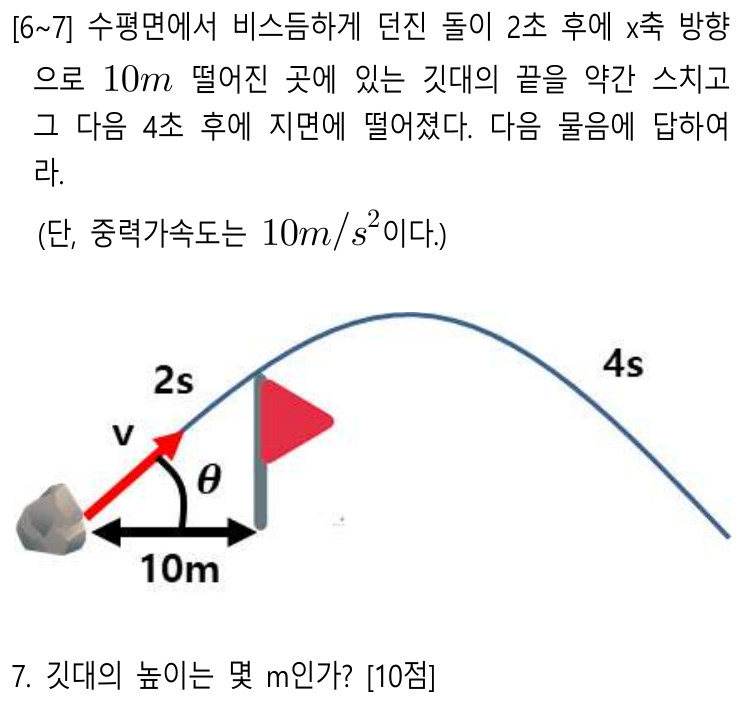 [6~7] 수평면에서 비스듬하게 던진 돌이 2초 후에 x축 방향
으로 10m 떨어진 곳에 있는 깃대의 끝을 약간 스치고
그 다음 4초 후에 지면에 떨어졌다. 다음 물음에 답하여
라.
(단, 중력가속도는 10m/s²이다.)
2s
4s
v
θ
10m
7. 깃대의 높이는 몇 m인가? [10점]